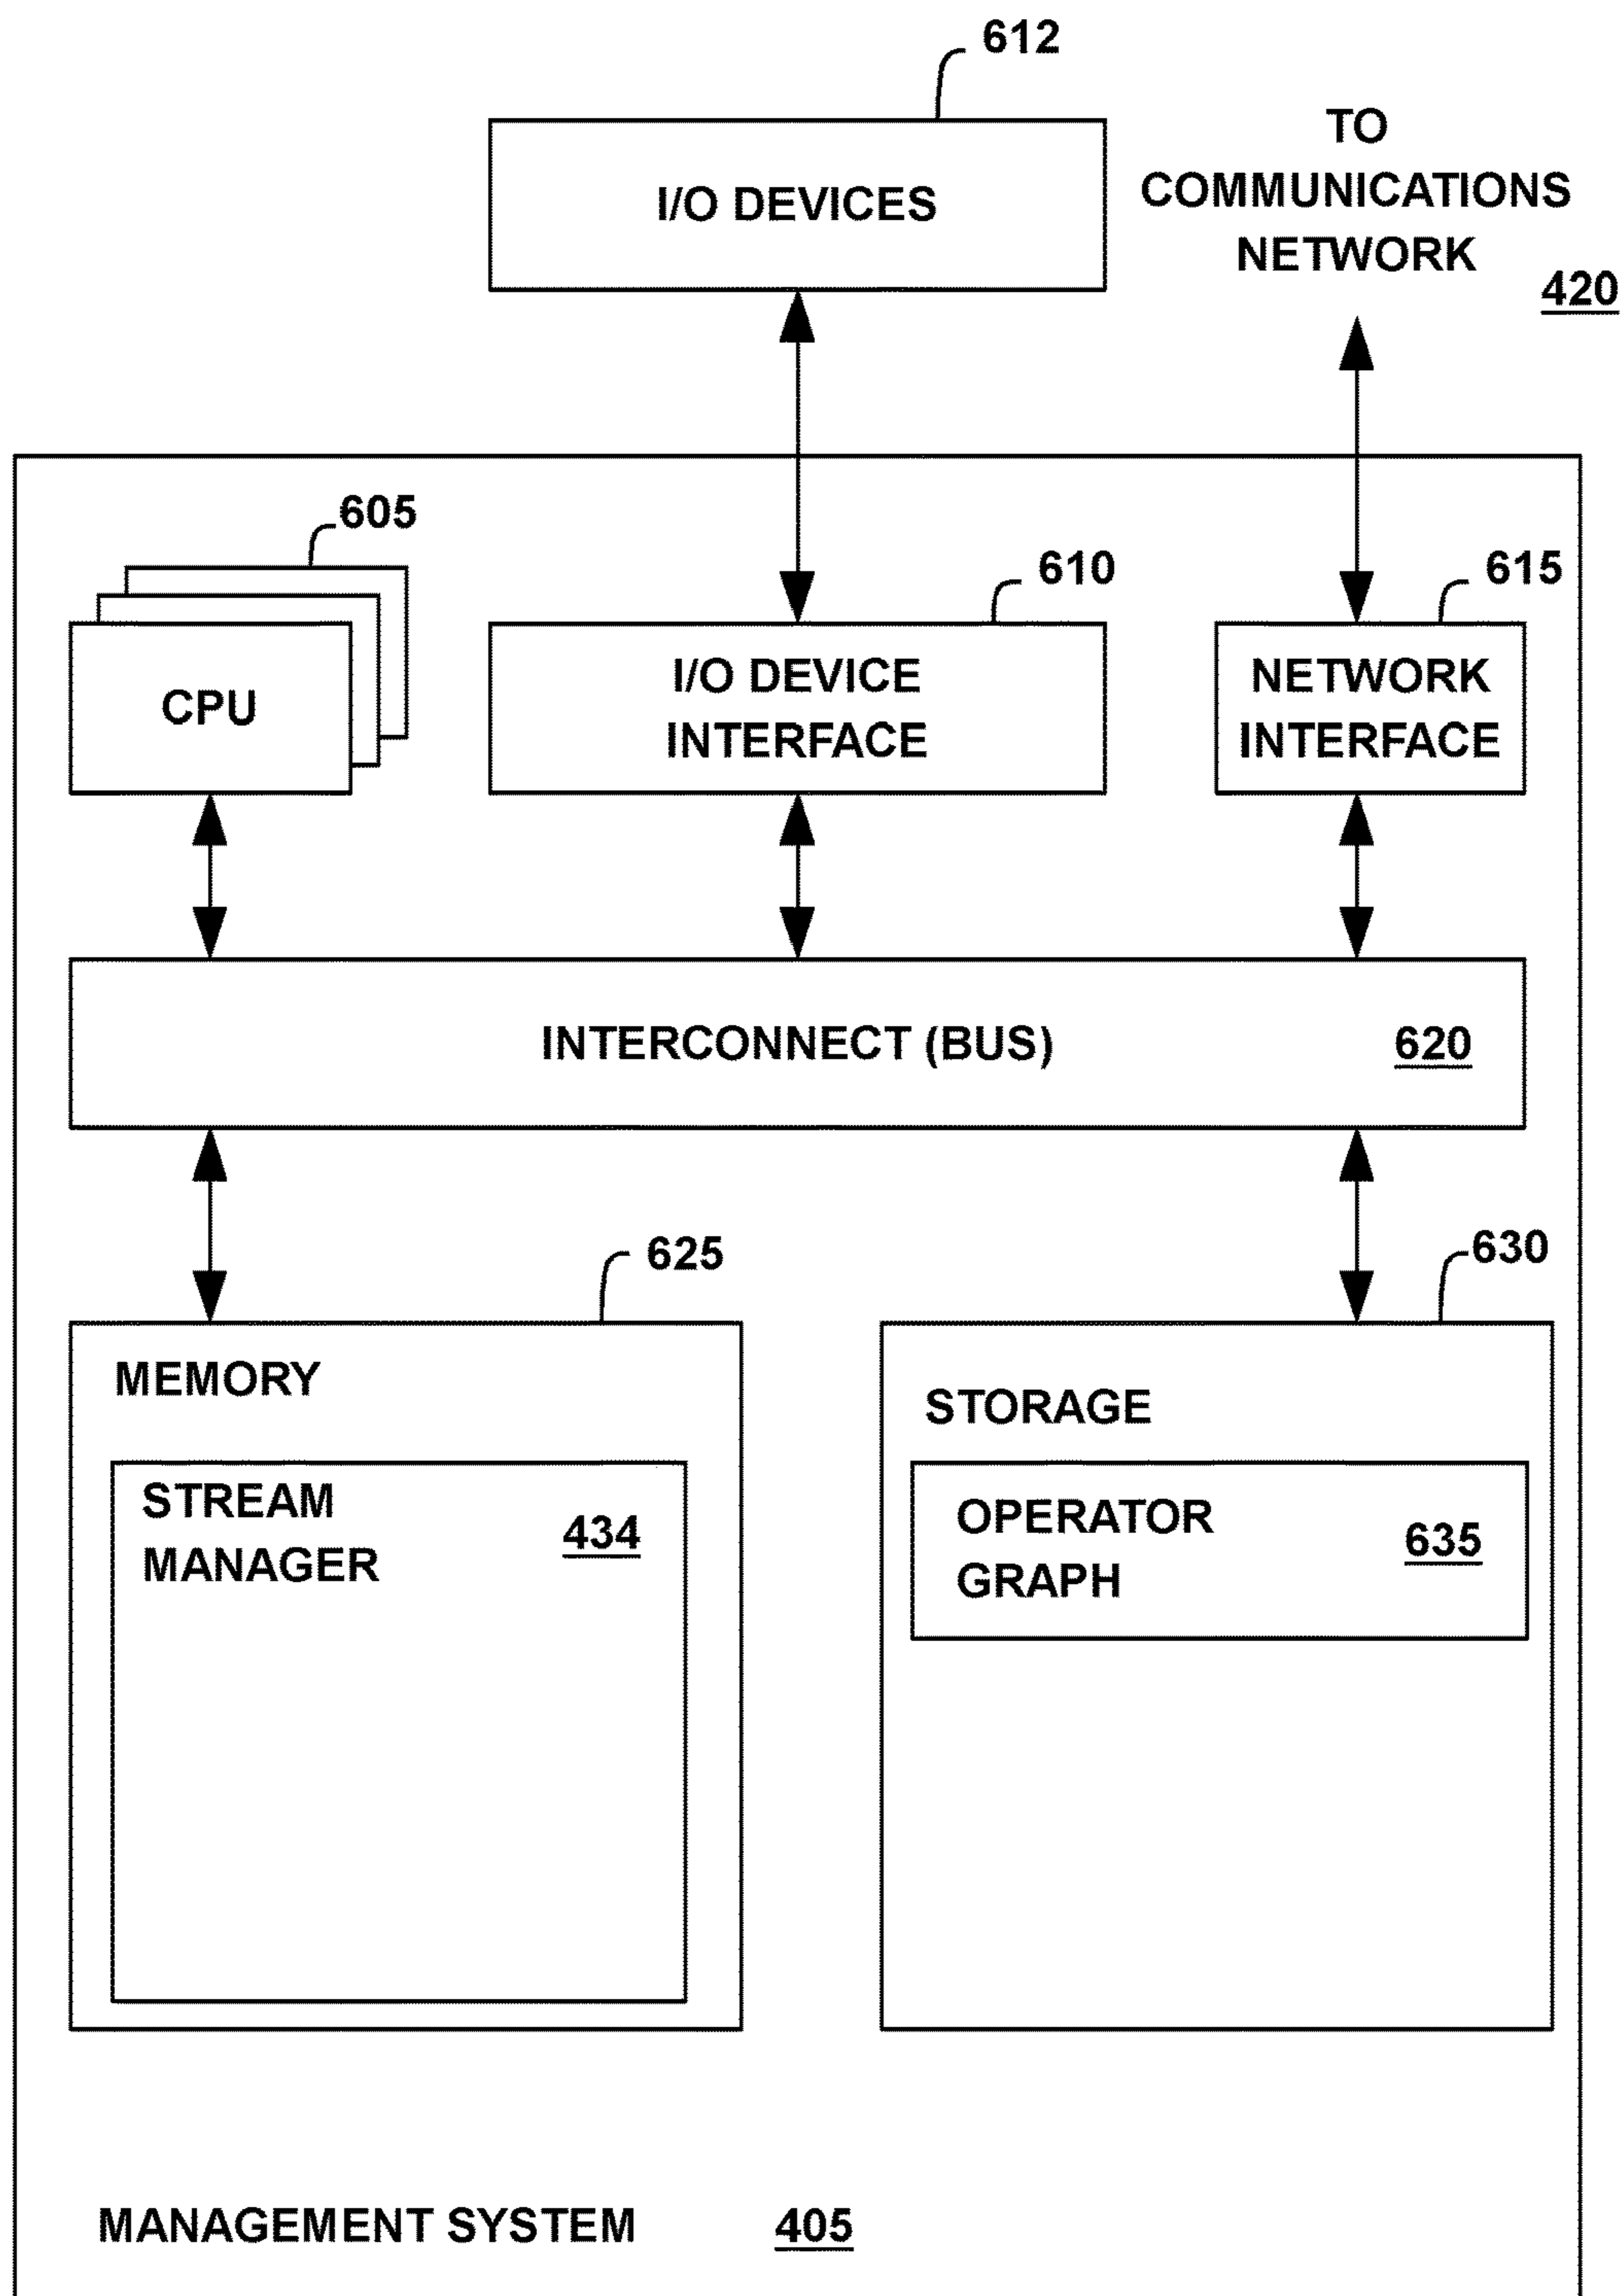 612
I/O DEVICES
TO
COMMUNICATIONS
NETWORK
420
605
610
615
CPU
I/O DEVICE
INTERFACE
NETWORK
INTERFACE
INTERCONNECT (BUS)
620
625
630
MEMORY
STREAM
MANAGER
434
STORAGE
OPERATOR
GRAPH
635
MANAGEMENT SYSTEM
405